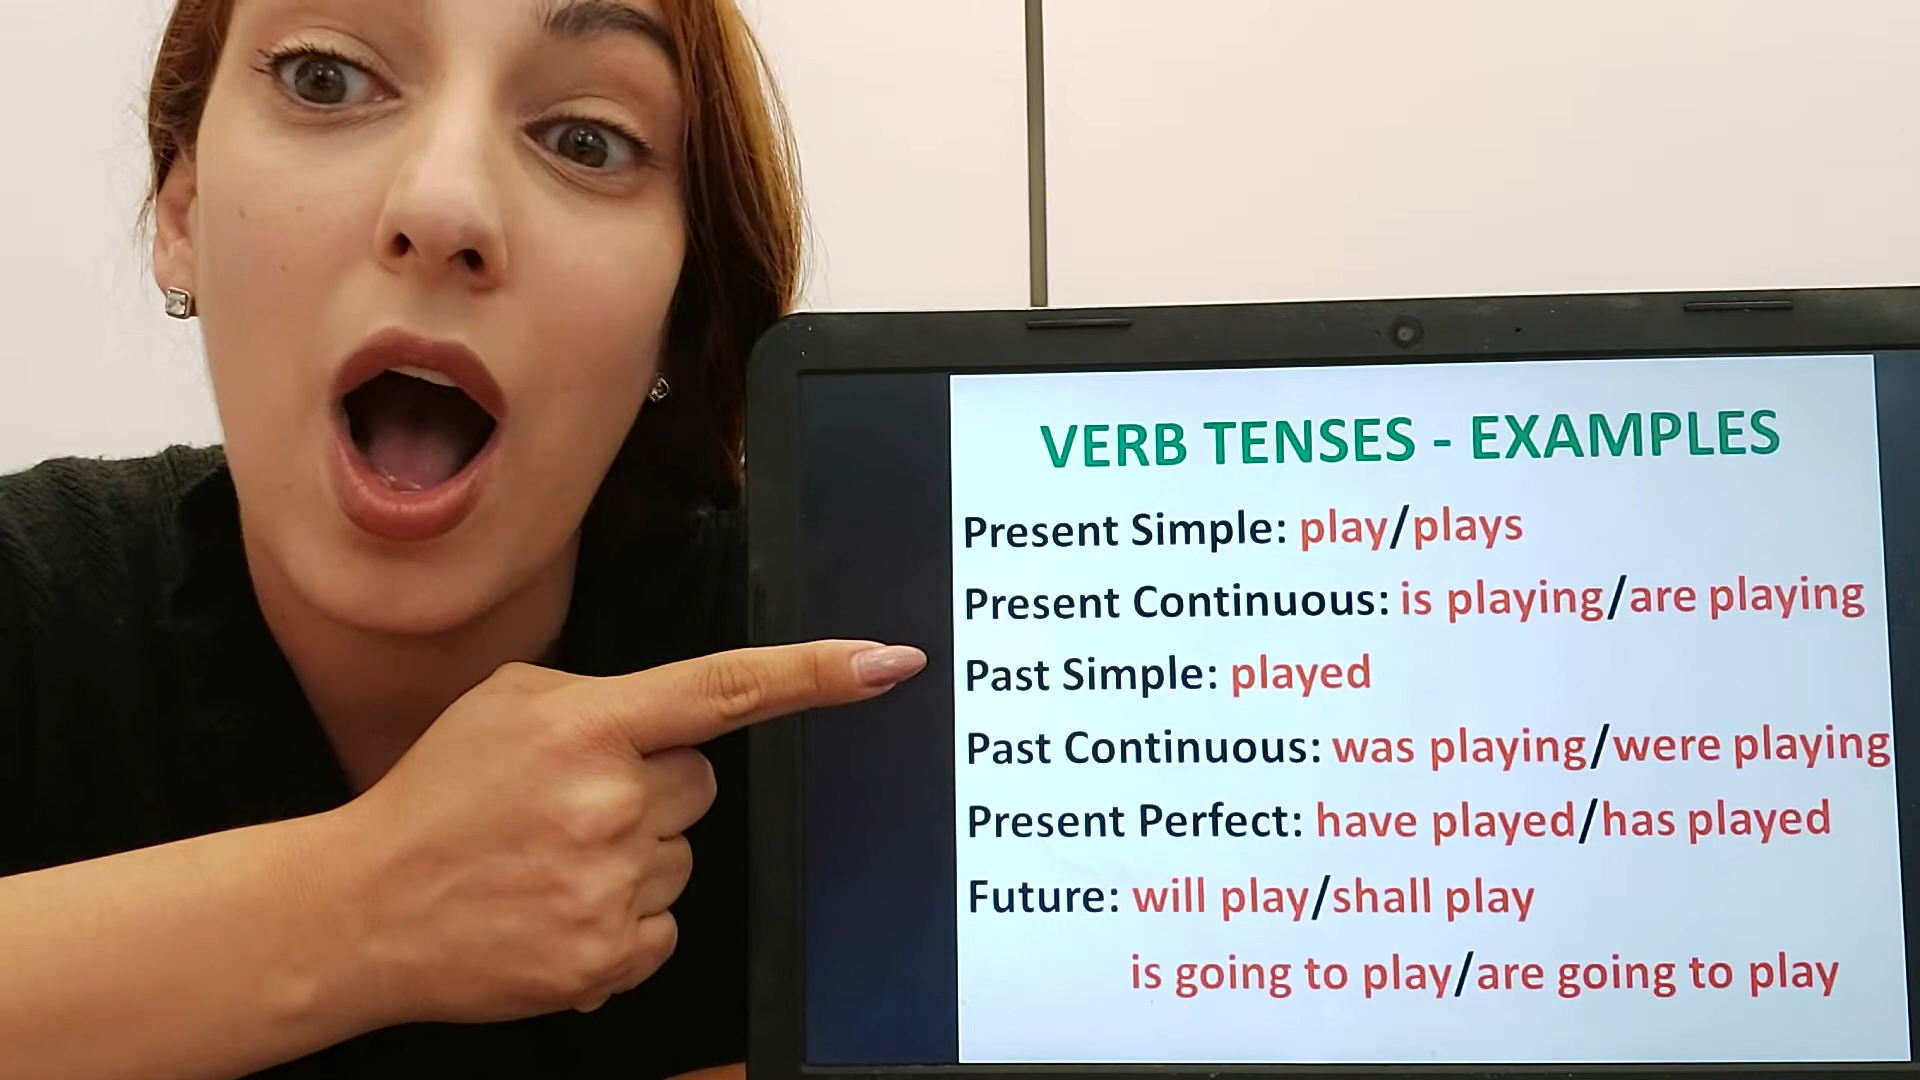 VERB TENSES - EXAMPLES
Present Simple: play/plays
Present Continuous: is playing/are playing
Past Simple: played
Past Continuous: was playing/were playing
Present Perfect: have played/has played
Future: will play/shall play
is going to play/are going to play